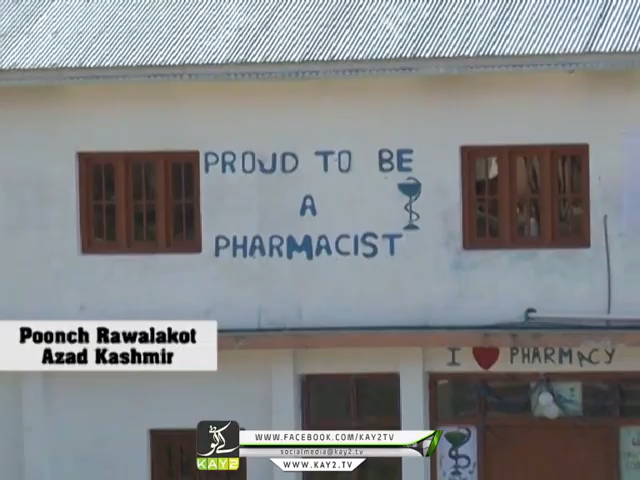 PROUD TO BE
A
PHARMACIST
Poonch Rawalakot
Azad Kashmir
I ❤ PHARMACY
WWW.FACEBOOK.COM/KAY2TV
socialmedia@kay2.tv
KAY2
WWW.KAY2.TV